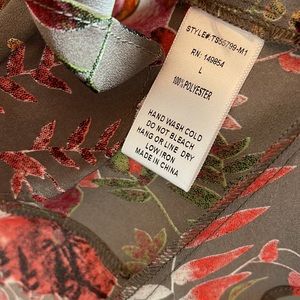 STYLE# TS55799-M1
RN: 149854
L
100% POLYESTER
HAND WASH COLD
DO NOT BLEACH
HANG OR LINE DRY
LOW IRON
MADE IN CHINA